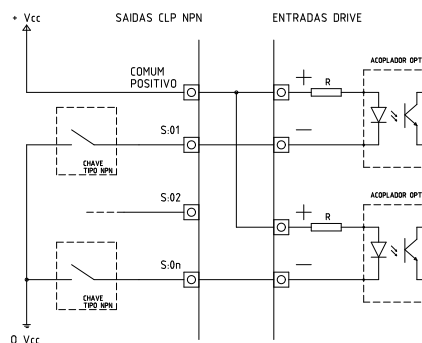 + Vcc
SAIDAS CLP NPN
ENTRADAS DRIVE
COMUM
POSITIVO
R
ACOPLADOR OPT
S:01
CHAVE
TIPO NPN
ACOPLADOR OPT
S:02
R
S:0n
CHAVE
TIPO NPN
0 Vcc